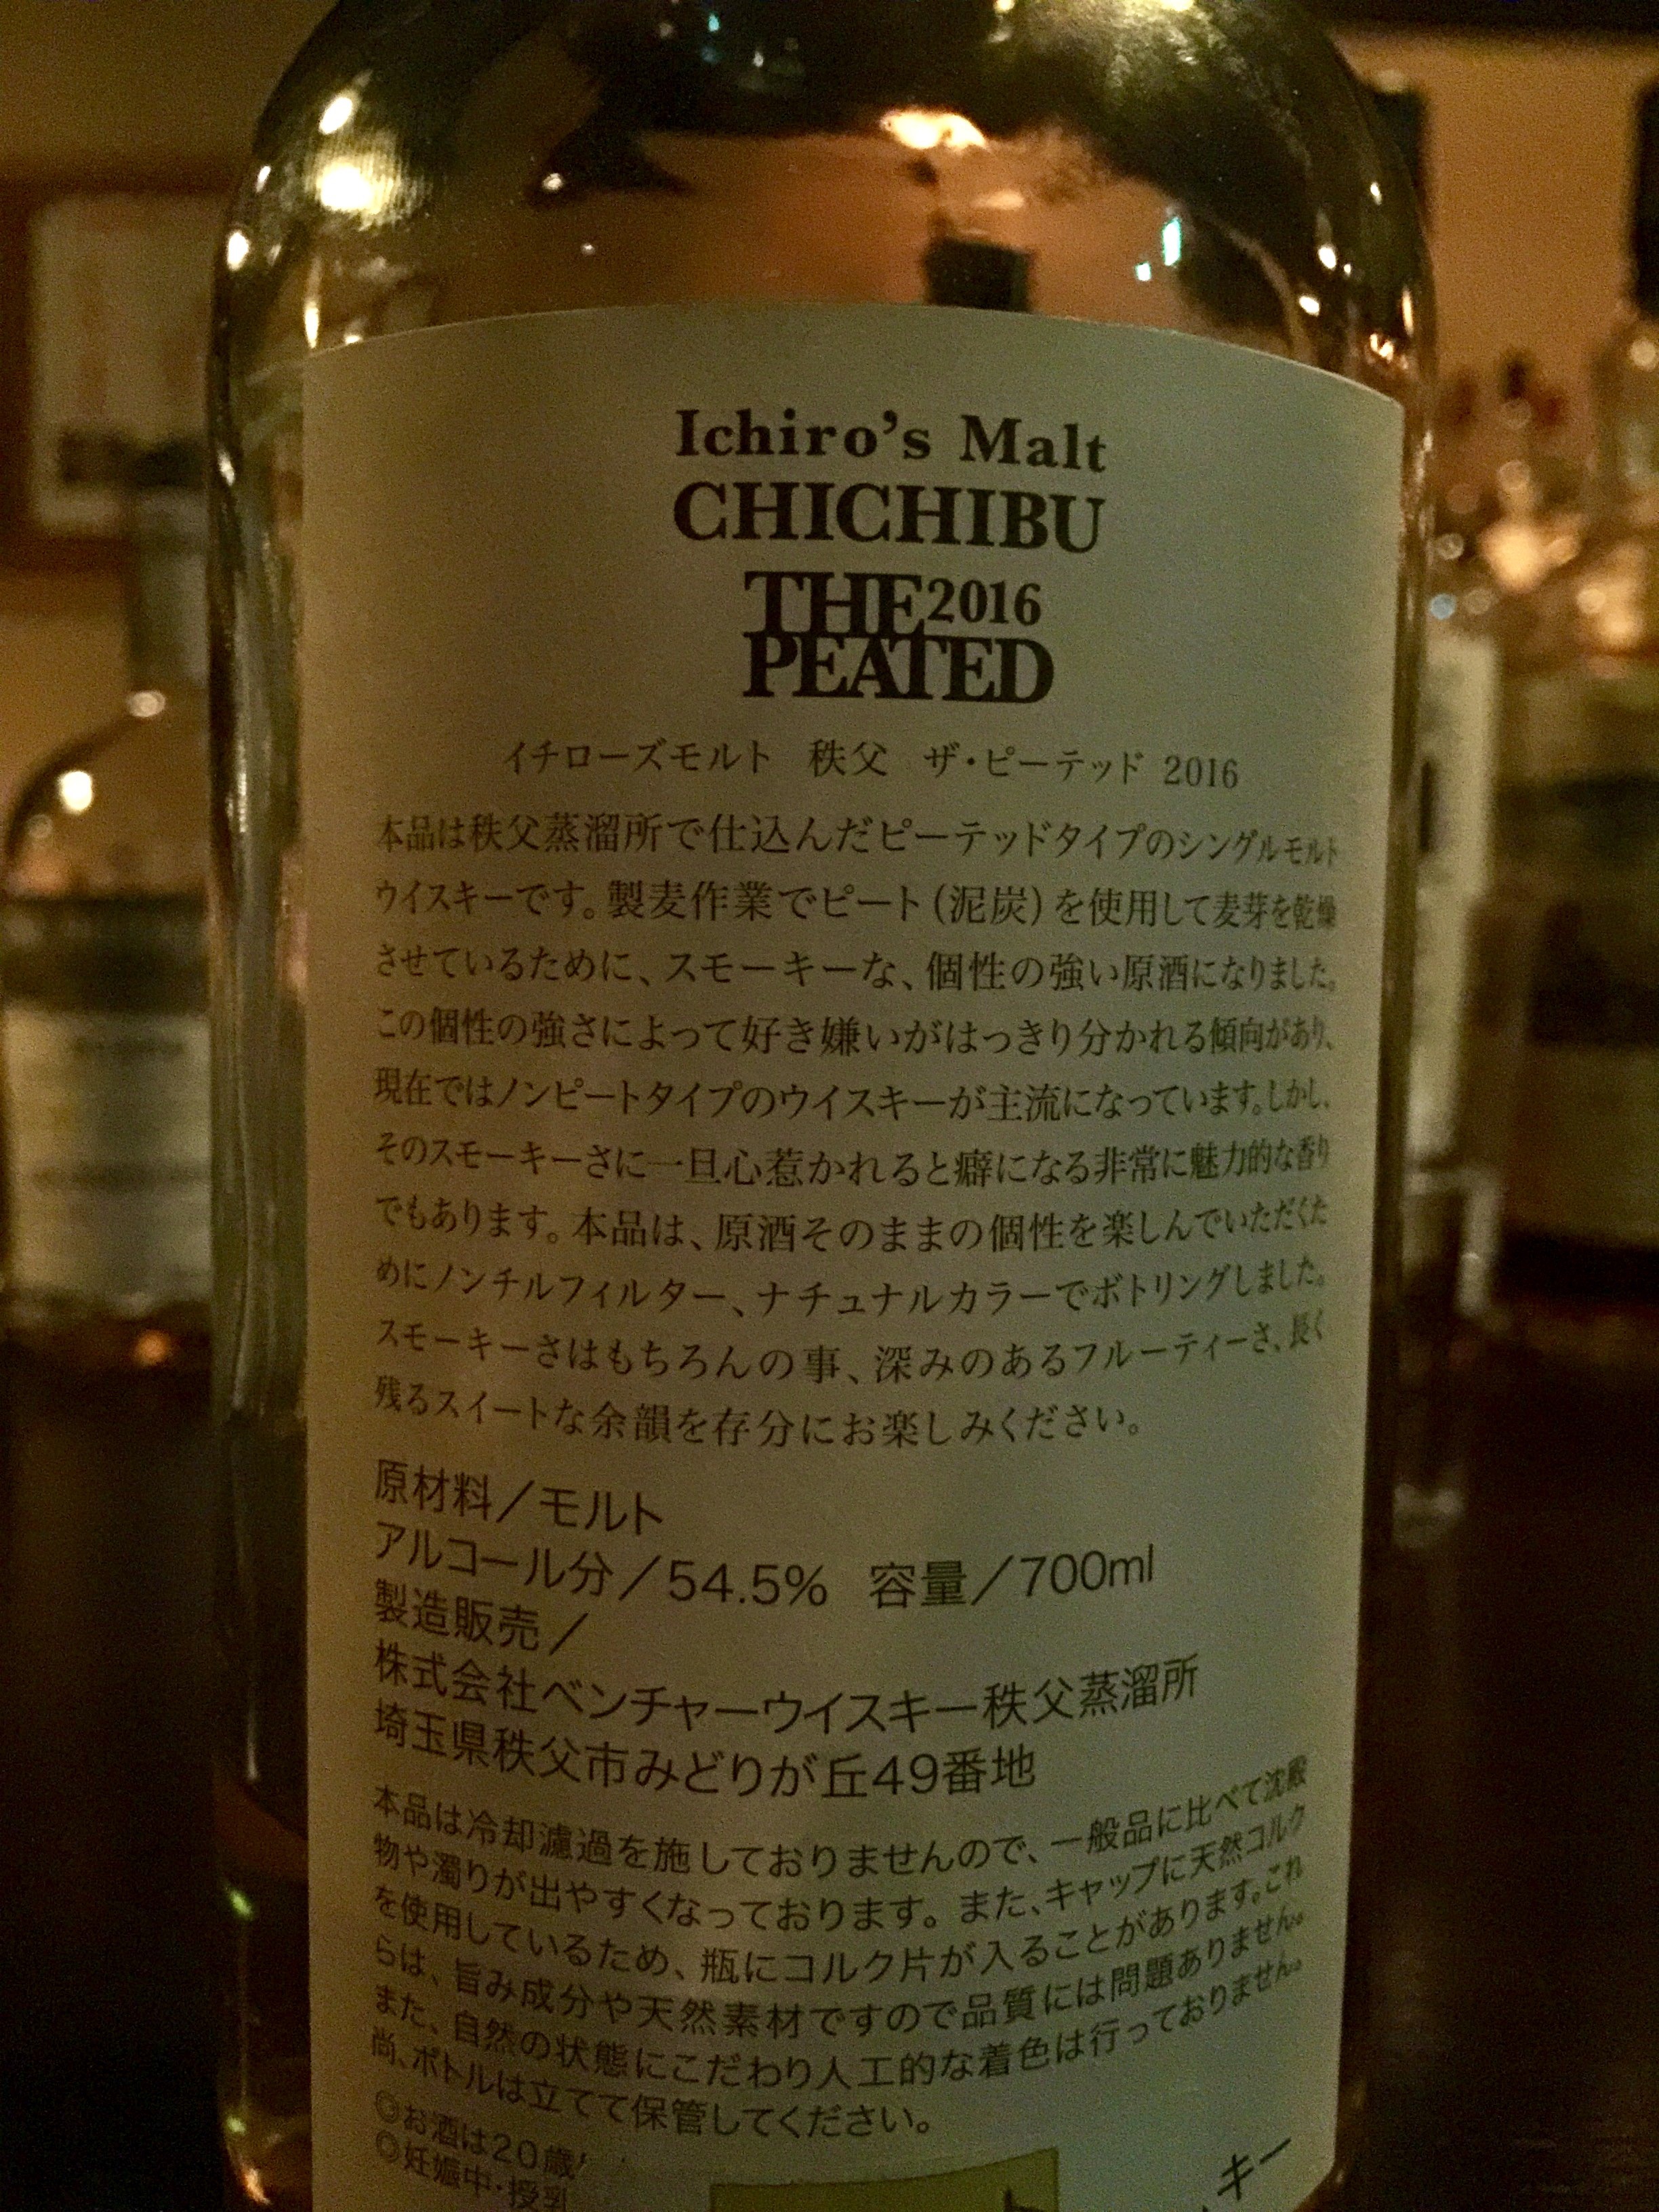 Ichiro's Malt
CHICHIBU
THE 2016
PEATED
イチローズモルト 秩父 ザ・ピーテッド 2016
本品は秩父蒸溜所で仕込んだピーテッドタイプのシングルモルト
ウイスキーです。製麦作業でピート(泥炭)を使用して麦芽を乾燥
させているために、スモーキーな、個性の強い原酒になりました。
この個性の強さによって好き嫌いがはっきり分かれる傾向があり、
現在ではノンピートタイプのウイスキーが主流になっています。しかし、
そのスモーキーさに一旦心惹かれると癖になる非常に魅力的な香り
でもあります。本品は、原酒そのままの個性を楽しんでいただくた
めにノンチルフィルター、ナチュナルカラーでボトリングしました。
スモーキーさはもちろんの事、深みのあるフルーティーさ、長く
残るスイートな余韻を存分にお楽しみください。
原材料/モルト
アルコール分/54.5% 容量/700ml
製造販売/
株式会社ベンチャーウイスキー秩父蒸溜所
埼玉県秩父市みどりが丘49番地
本品は冷却濾過を施しておりませんので、一般品に比べて沈殿
物や濁りが出やすくなっております。また、キャップに天然コルク
を使用しているため、瓶にコルク片が入ることがあります。これ
らは、旨み成分や天然素材ですので品質には問題ありません。
また、自然の状態にこだわり人工的な着色は行っておりません。
尚、ボトルは立てて保管してください。
◎お酒は20歳
◎妊娠中・授乳
キー